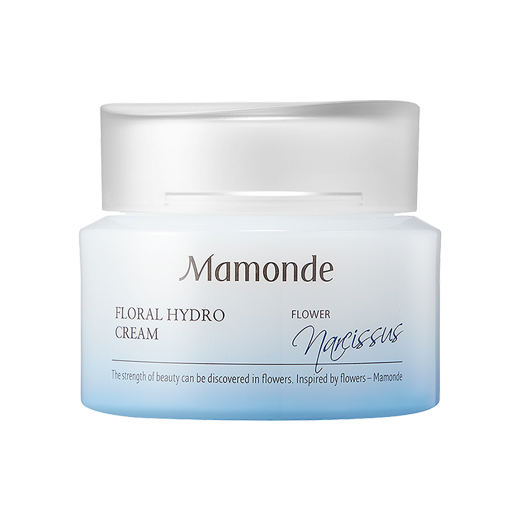 Mamonde
FLORAL HYDRO
CREAM
FLOWER
Narcissus
The strength of beauty can be discovered in flowers. Inspired by flowers – Mamonde